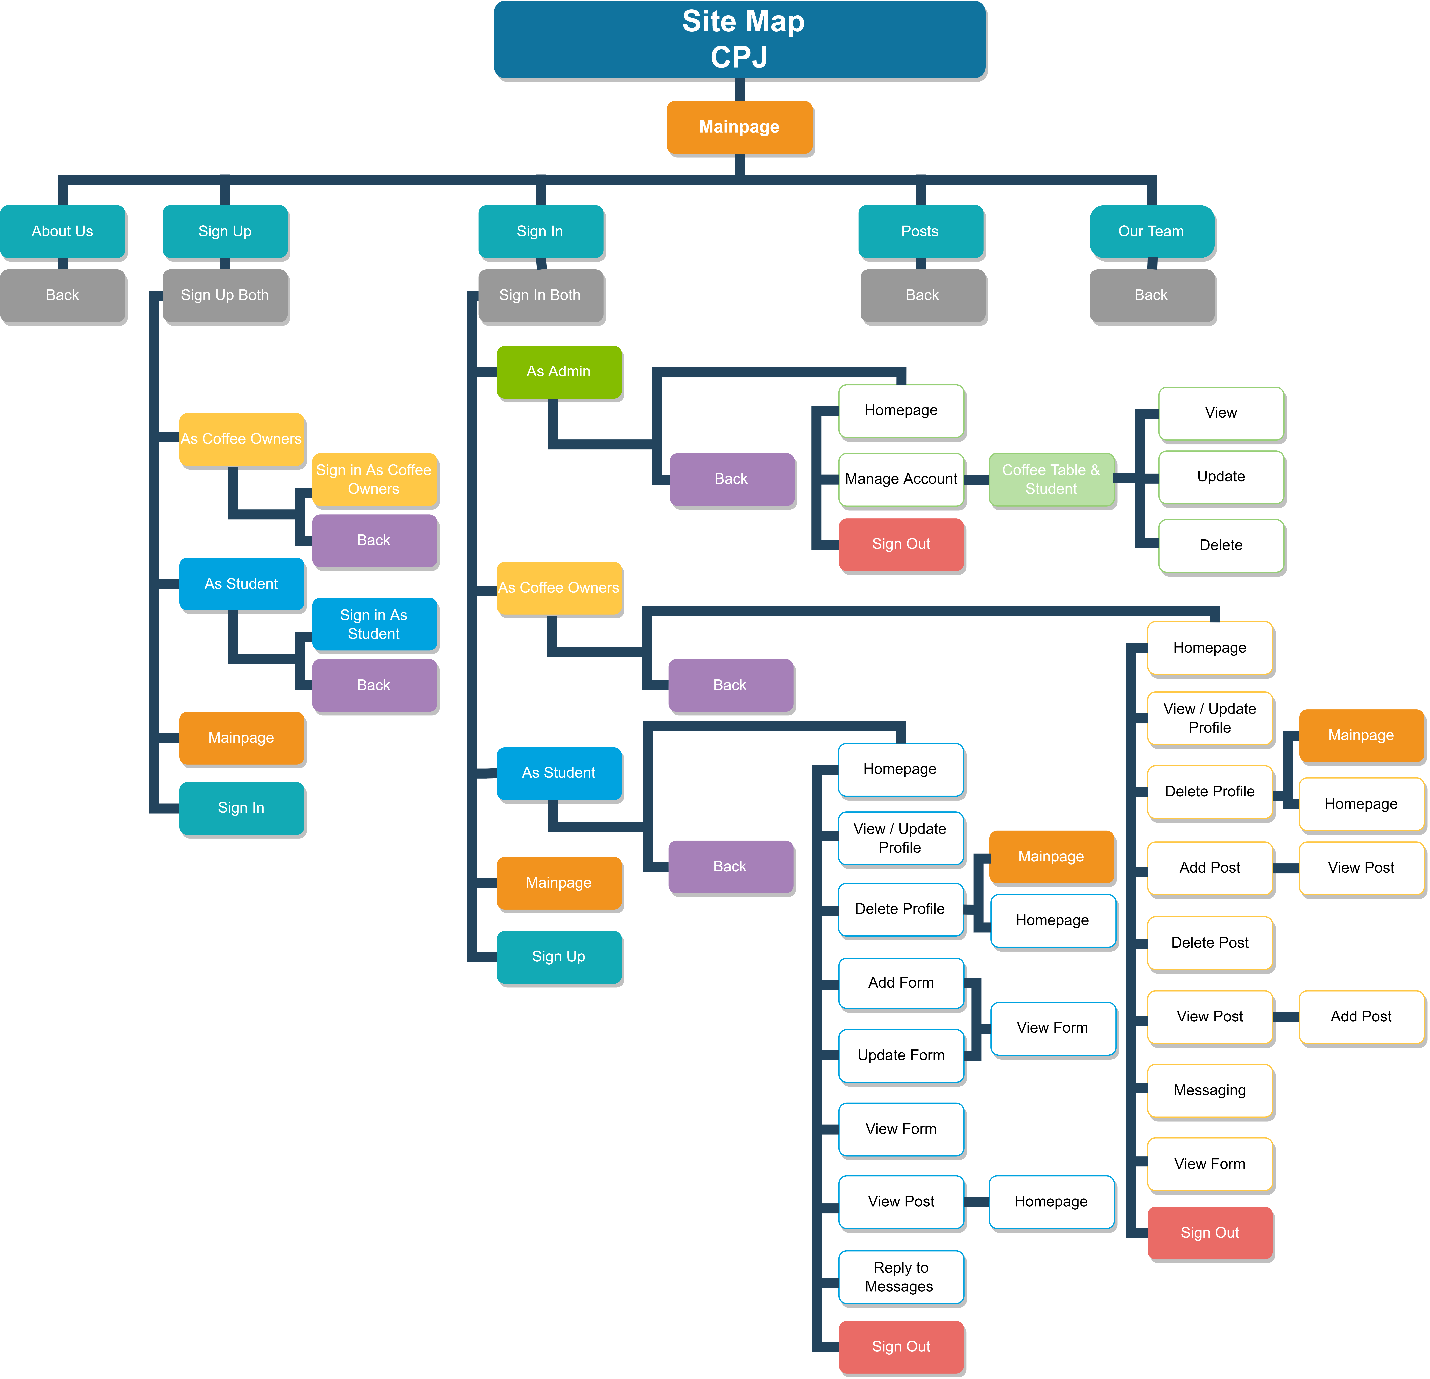 Site Map
CPJ
Mainpage
About Us
Sign Up
Sign In
Posts
Our Team
Back
Sign Up Both
Sign In Both
Back
Back
As Coffee Owners
Sign in As Coffee
Owners
Back
As Student
Sign in As
Student
Back
Mainpage
Sign In
As Admin
Back
Homepage
Manage Account
Sign Out
Coffee Table &
Student
View
Update
Delete
As Coffee Owners
Back
Homepage
View / Update
Profile
Delete Profile
Mainpage
Homepage
Add Post
View Post
Delete Post
View Post
Add Post
Messaging
View Form
Sign Out
As Student
Back
Homepage
View / Update
Profile
Delete Profile
Mainpage
Homepage
Add Form
Update Form
View Form
View Form
View Post
Homepage
Reply to
Messages
Sign Out
Mainpage
Sign Up